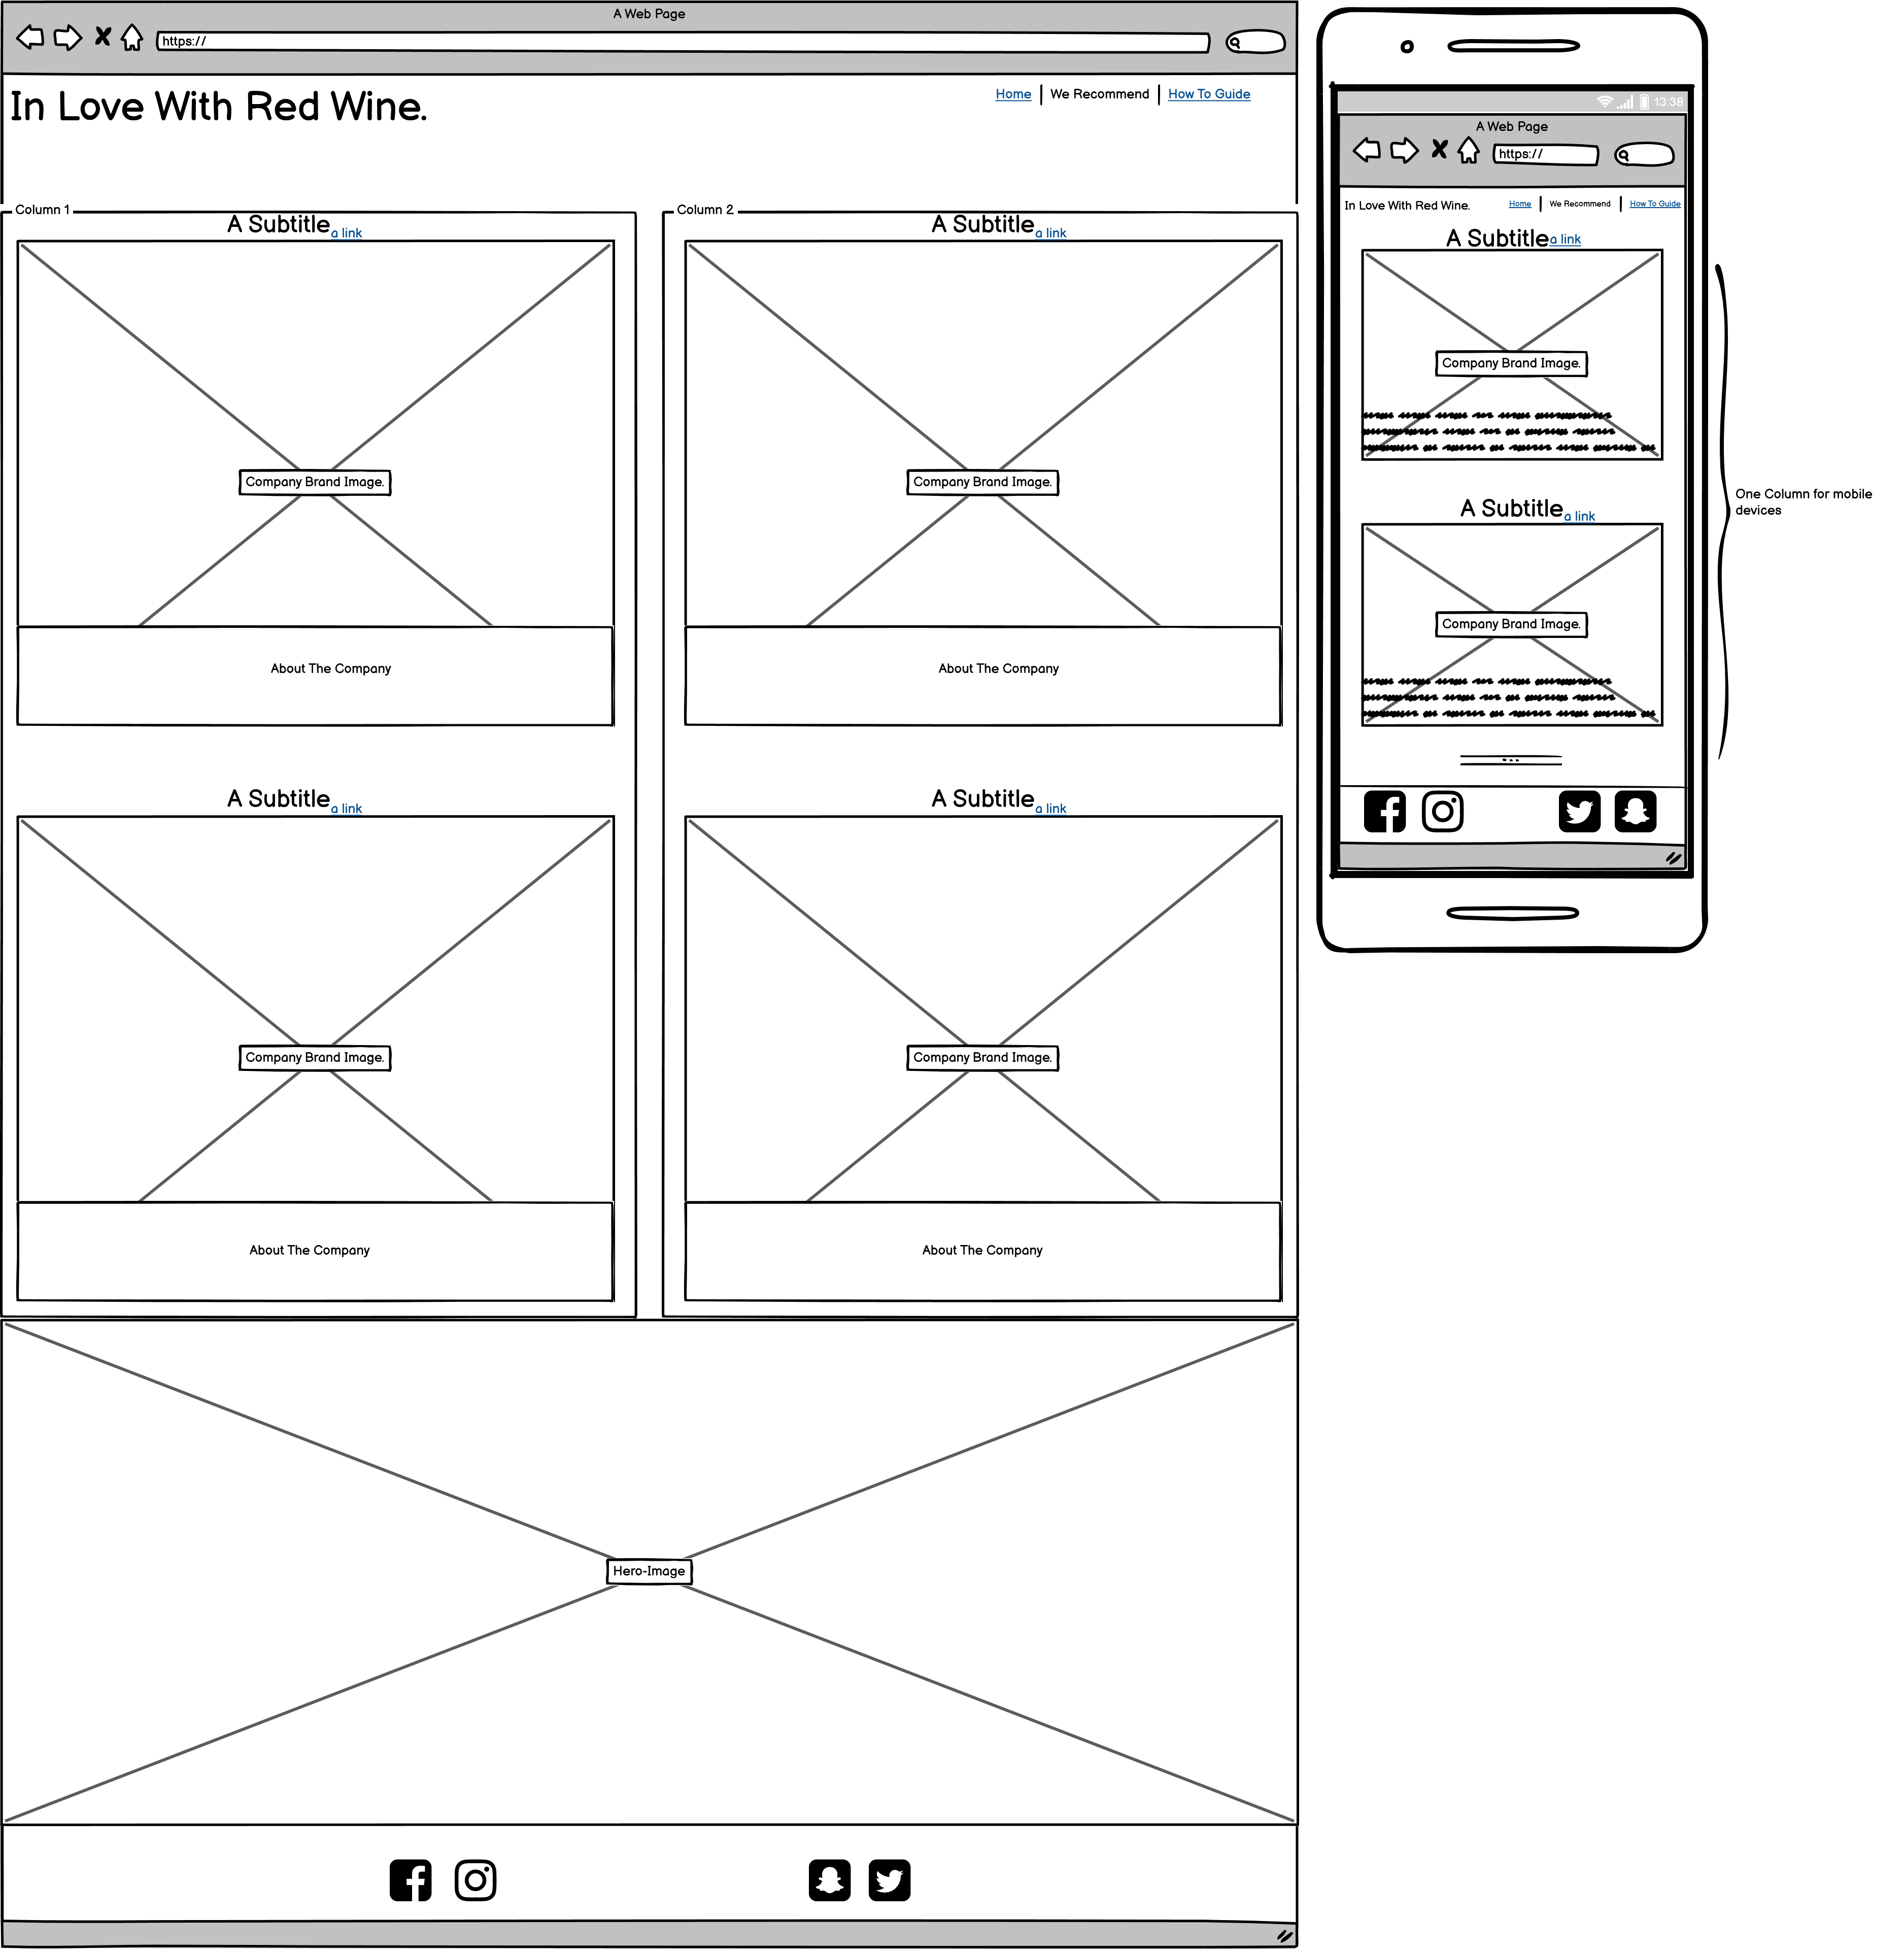 A Web Page
https://
In Love With Red Wine.
Home | We Recommend | How To Guide
Column 1
A Subtitle a link
Company Brand Image.
About The Company
A Subtitle a link
Company Brand Image.
About The Company
Column 2
A Subtitle a link
Company Brand Image.
About The Company
A Subtitle a link
Company Brand Image.
About The Company
Hero-Image
13:38
A Web Page
https://
In Love With Red Wine.
Home | We Recommend | How To Guide
A Subtitle a link
Company Brand Image.
A Subtitle a link
Company Brand Image.
One Column for mobile
devices